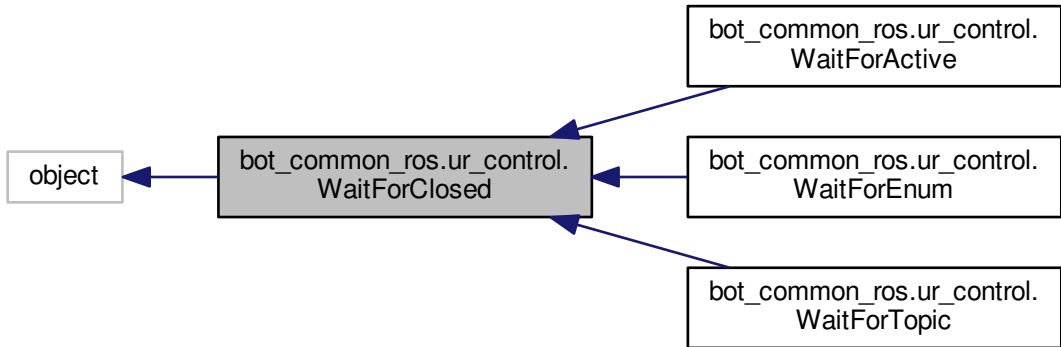 object
bot_common_ros.ur_control.
WaitForClosed
bot_common_ros.ur_control.
WaitForActive
bot_common_ros.ur_control.
WaitForEnum
bot_common_ros.ur_control.
WaitForTopic